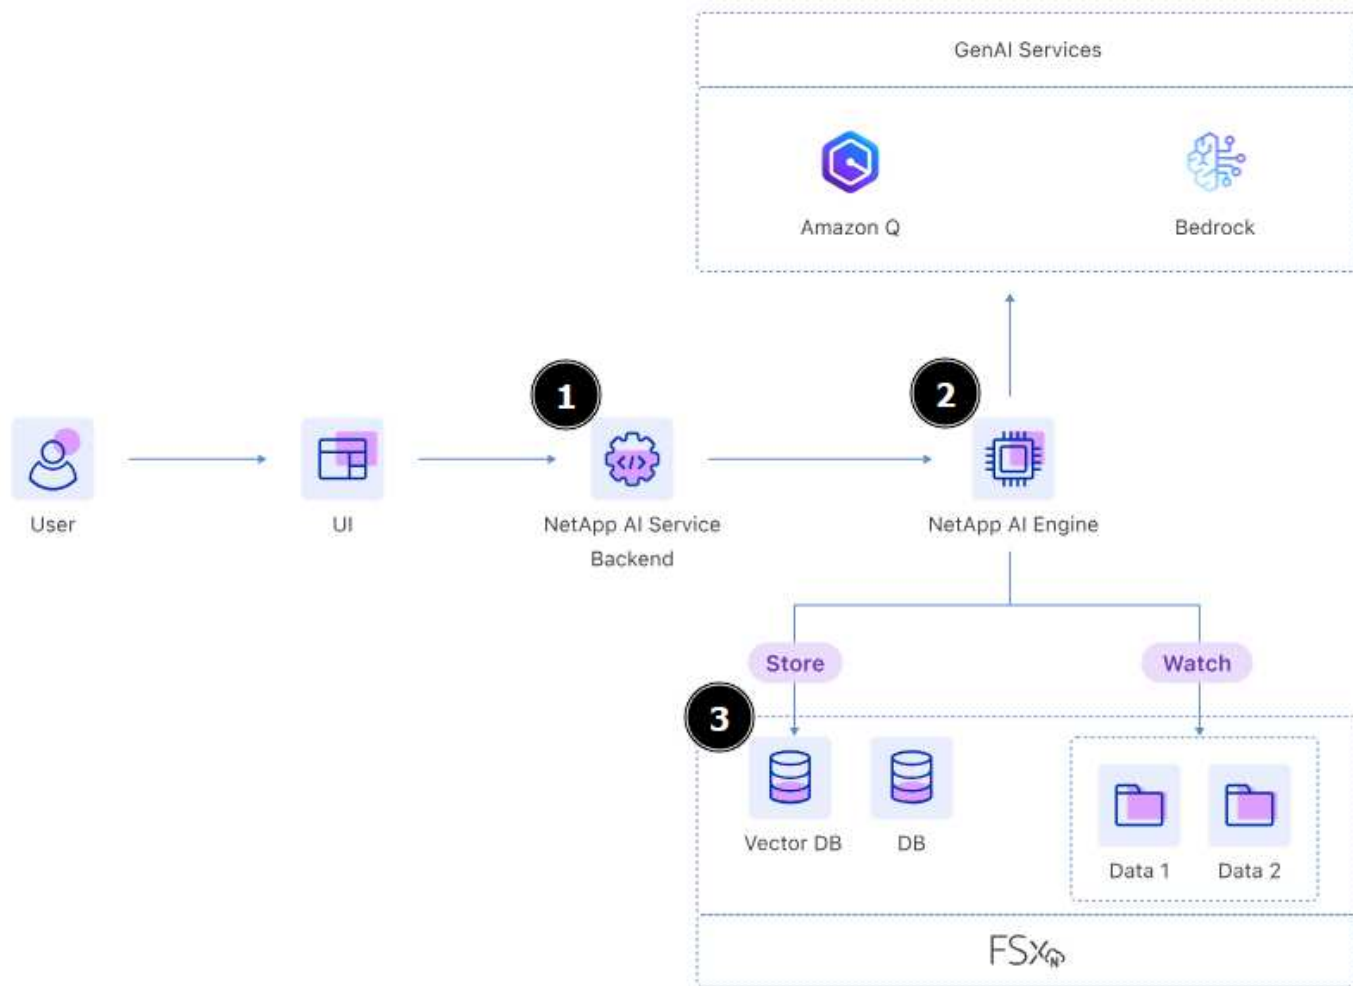 GenAI Services
Amazon Q
Bedrock
1
2
User
UI
NetApp AI Service
Backend
NetApp AI Engine
Store
Watch
3
Vector DB
DB
Data 1
Data 2
FSxN